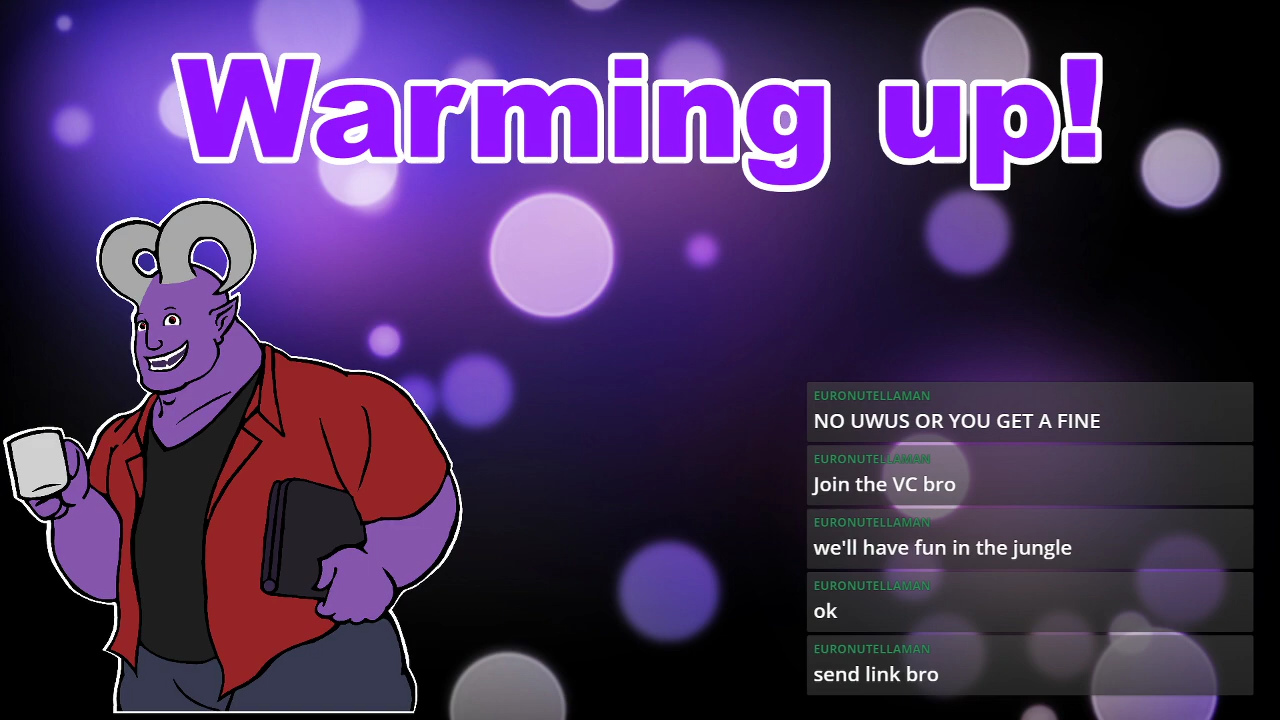 Warming up!
EURONUTELLAMAN
NO UWUS OR YOU GET A FINE
EURONUTELLAMAN
Join the VC bro
EURONUTELLAMAN
we'll have fun in the jungle
EURONUTELLAMAN
ok
EURONUTELLAMAN
send link bro